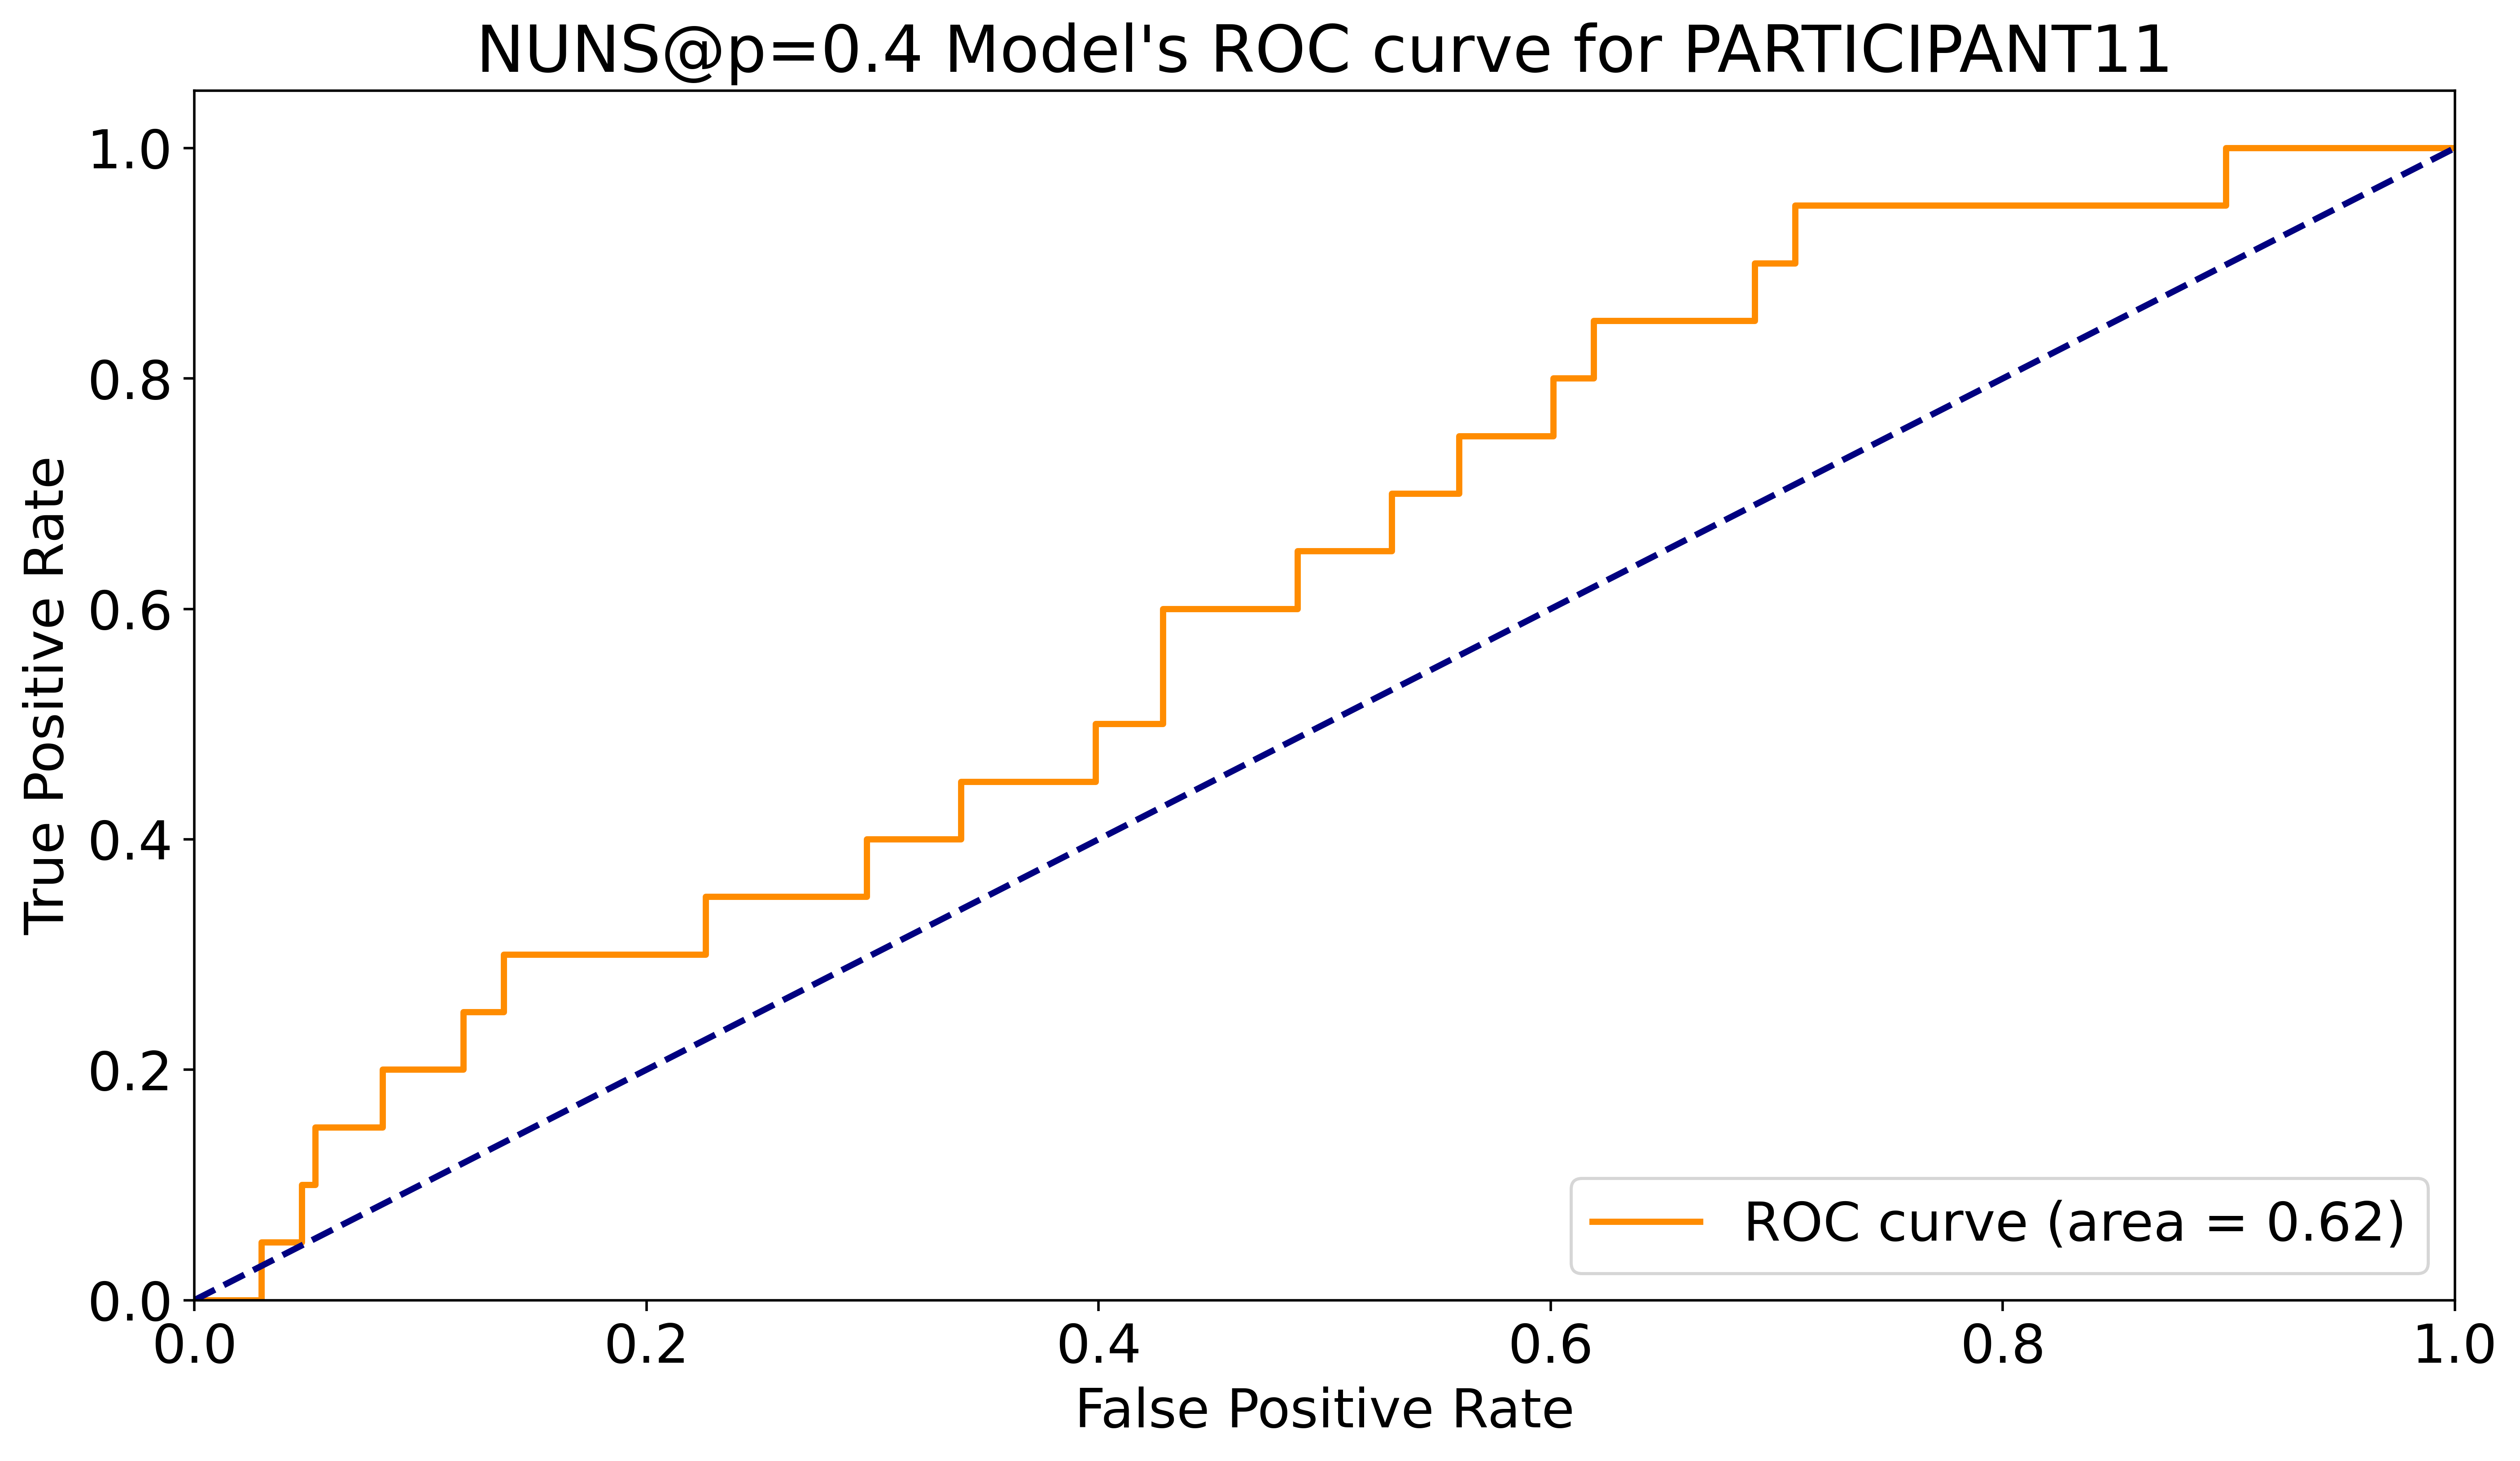 NUNS@p=0.4 Model's ROC curve for PARTICIPANT11
True Positive Rate
1.0
0.8
0.6
0.4
0.2
0.0
0.0 0.2 0.4 0.6 0.8 1.0
False Positive Rate
ROC curve (area = 0.62)